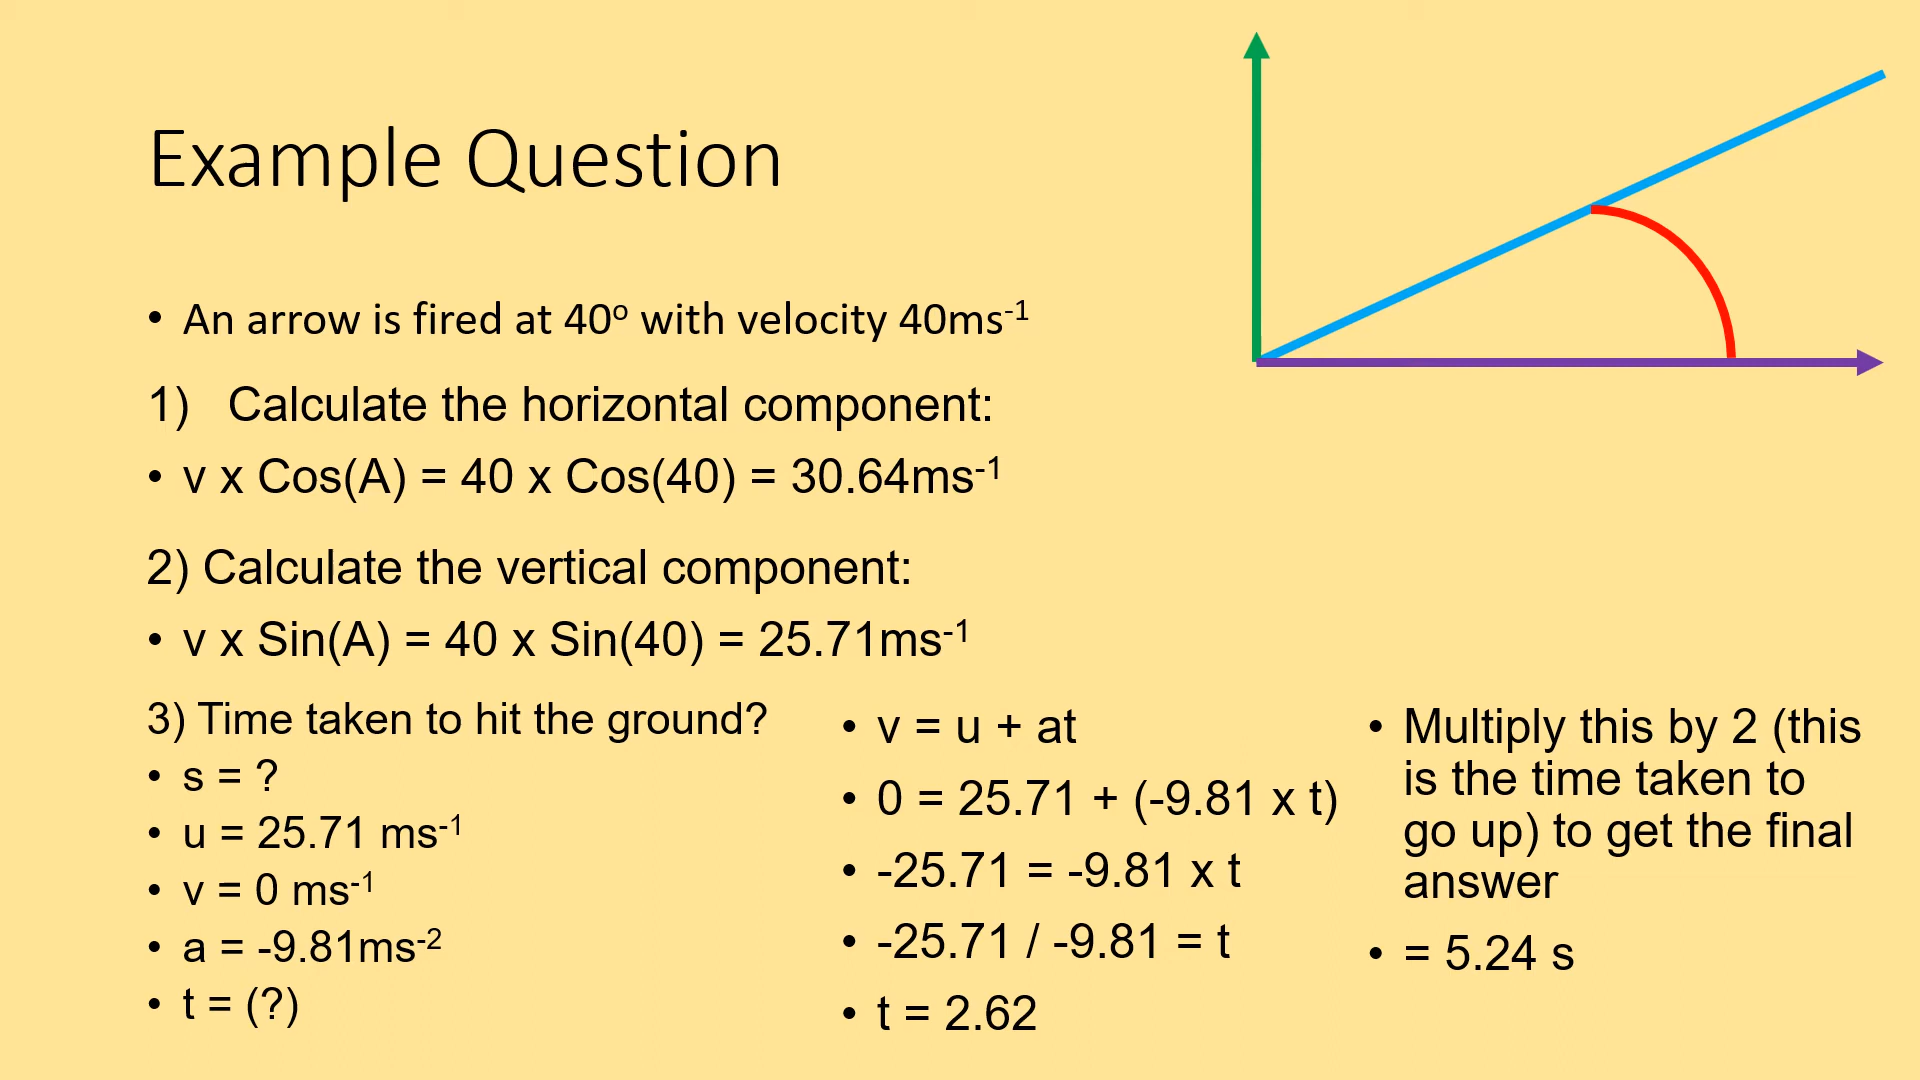 Example Question
• An arrow is fired at 40º with velocity 40ms⁻¹
1) Calculate the horizontal component:
• v x Cos(A) = 40 x Cos(40) = 30.64ms⁻¹
2) Calculate the vertical component:
• v x Sin(A) = 40 x Sin(40) = 25.71ms⁻¹
3) Time taken to hit the ground?
• s = ?
• u = 25.71 ms⁻¹
• v = 0 ms⁻¹
• a = -9.81ms⁻²
• t = (?)
• v = u + at
• 0 = 25.71 + (-9.81 x t)
• -25.71 = -9.81 x t
• -25.71 / -9.81 = t
• t = 2.62
• Multiply this by 2 (this
is the time taken to
go up) to get the final
answer
• = 5.24 s